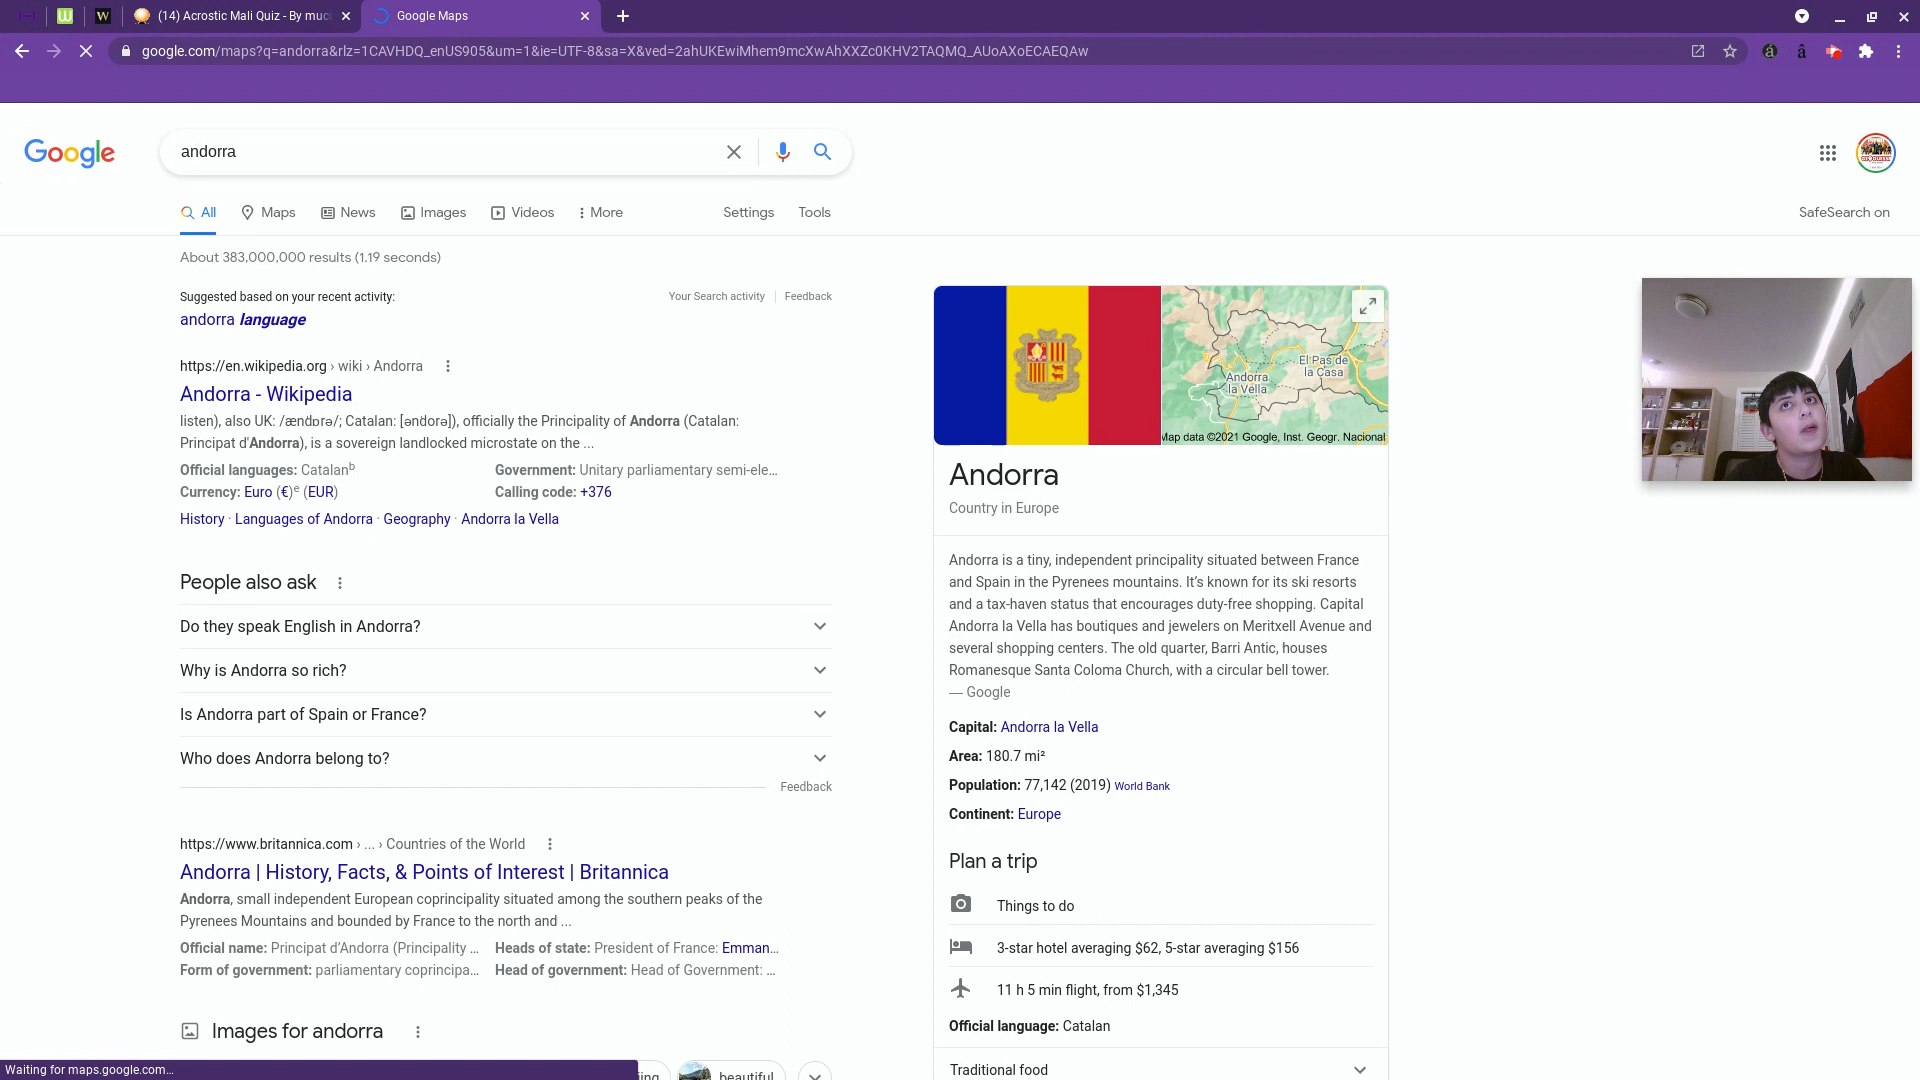 (14) Acrostic Mali Quiz - By muc
Google Maps
google.com/maps?q=andorra&rlz=1CAVHDQ_enUS905&um=1&ie=UTF-8&sa=X&ved=2ahUKEwiMhem9mcXwAhXXZc0KHV2TAQMQ_AUoAXoECAEQAw
Google
andorra
All
Maps
News
Images
Videos
More
Settings
Tools
SafeSearch on
About 383,000,000 results (1.19 seconds)
Suggested based on your recent activity:
Your Search activity
Feedback
andorra language
https://en.wikipedia.org › wiki › Andorra
Andorra - Wikipedia
listen), also UK: /ænˈdɒrə/; Catalan: [ənˈdorə]), officially the Principality of Andorra (Catalan:
Principat d'Andorra), is a sovereign landlocked microstate on the ...
Official languages: Catalanᵇ
Government: Unitary parliamentary semi-ele...
Currency: Euro (€)ᵉ (EUR)
Calling code: +376
History · Languages of Andorra · Geography · Andorra la Vella
People also ask
Do they speak English in Andorra?
Why is Andorra so rich?
Is Andorra part of Spain or France?
Who does Andorra belong to?
Feedback
https://www.britannica.com › ... › Countries of the World
Andorra | History, Facts, & Points of Interest | Britannica
Andorra, small independent European coprincipality situated among the southern peaks of the
Pyrenees Mountains and bounded by France to the north and ...
Official name: Principat d'Andorra (Principality ...
Heads of state: President of France: Emman...
Form of government: parliamentary coprincipa...
Head of government: Head of Government: ...
Images for andorra
beautiful
Waiting for maps.google.com...
El Pas de
la Casa
Andorra
la Vella
Map data ©2021 Google, Inst. Geogr. Nacional
Andorra
Country in Europe
Andorra is a tiny, independent principality situated between France
and Spain in the Pyrenees mountains. It's known for its ski resorts
and a tax-haven status that encourages duty-free shopping. Capital
Andorra la Vella has boutiques and jewelers on Meritxell Avenue and
several shopping centers. The old quarter, Barri Antic, houses
Romanesque Santa Coloma Church, with a circular bell tower.
— Google
Capital: Andorra la Vella
Area: 180.7 mi²
Population: 77,142 (2019) World Bank
Continent: Europe
Plan a trip
Things to do
3-star hotel averaging $62, 5-star averaging $156
11 h 5 min flight, from $1,345
Official language: Catalan
Traditional food